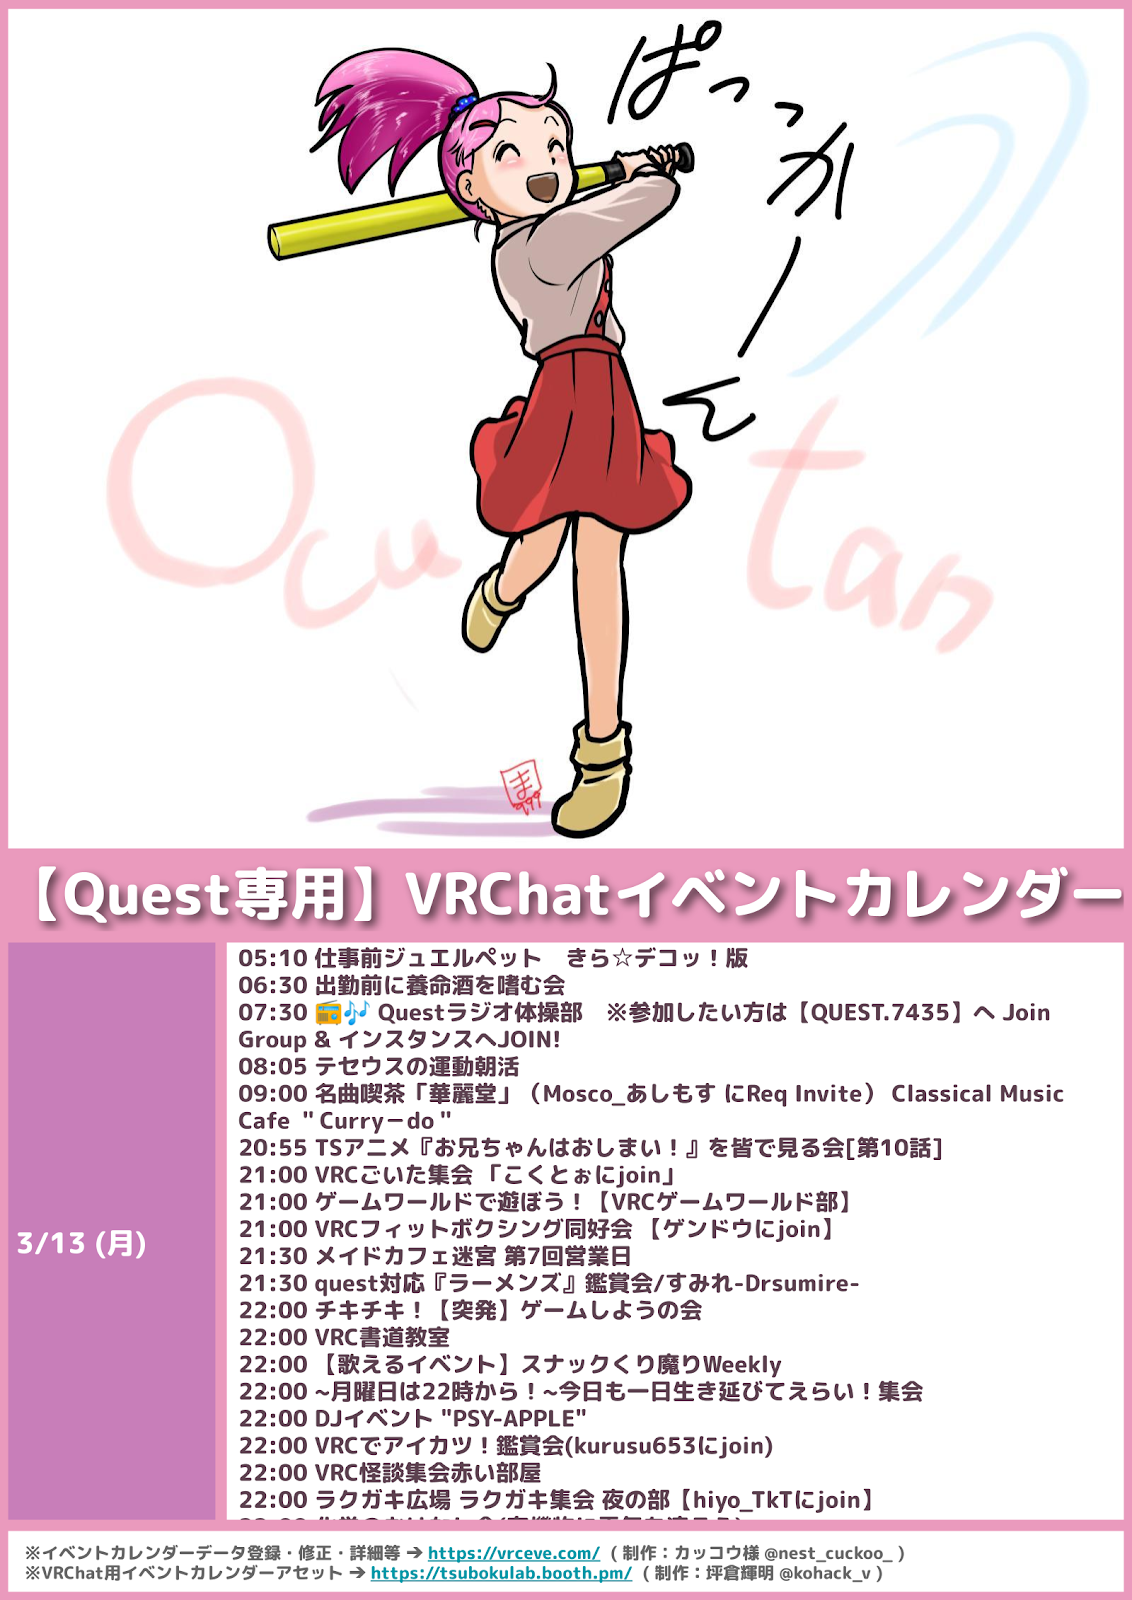 ぱっっかーん
Ocu tan
ま
999
【Quest専用】VRChatイベントカレンダー
3/13 (月)
05:10 仕事前ジュエルペット　きら☆デコッ！版
06:30 出勤前に養命酒を嗜む会
07:30 📻🎶 Questラジオ体操部　※参加したい方は【QUEST.7435】へ Join
Group & インスタンスへJOIN!
08:05 テセウスの運動朝活
09:00 名曲喫茶「華麗堂」（Mosco_あしもす にReq Invite） Classical Music
Cafe ＂Curry－do＂
20:55 TSアニメ『お兄ちゃんはおしまい！』を皆で見る会[第10話]
21:00 VRCごいた集会 「こくとぉにjoin」
21:00 ゲームワールドで遊ぼう！【VRCゲームワールド部】
21:00 VRCフィットボクシング同好会 【ゲンドウにjoin】
21:30 メイドカフェ迷宮 第7回営業日
21:30 quest対応『ラーメンズ』鑑賞会/すみれ-Drsumire-
22:00 チキチキ！【突発】ゲームしようの会
22:00 VRC書道教室
22:00 【歌えるイベント】スナックくり魔りWeekly
22:00 ~月曜日は22時から！~今日も一日生き延びてえらい！集会
22:00 DJイベント "PSY-APPLE"
22:00 VRCでアイカツ！鑑賞会(kurusu653にjoin)
22:00 VRC怪談集会赤い部屋
22:00 ラクガキ広場 ラクガキ集会 夜の部【hiyo_TkTにjoin】
※イベントカレンダーデータ登録・修正・詳細等 ➔ https://vrceve.com/ ( 制作：カッコウ様 @nest_cuckoo_ )
※VRChat用イベントカレンダーアセット ➔ https://tsubokulab.booth.pm/ ( 制作：坪倉輝明 @kohack_v )